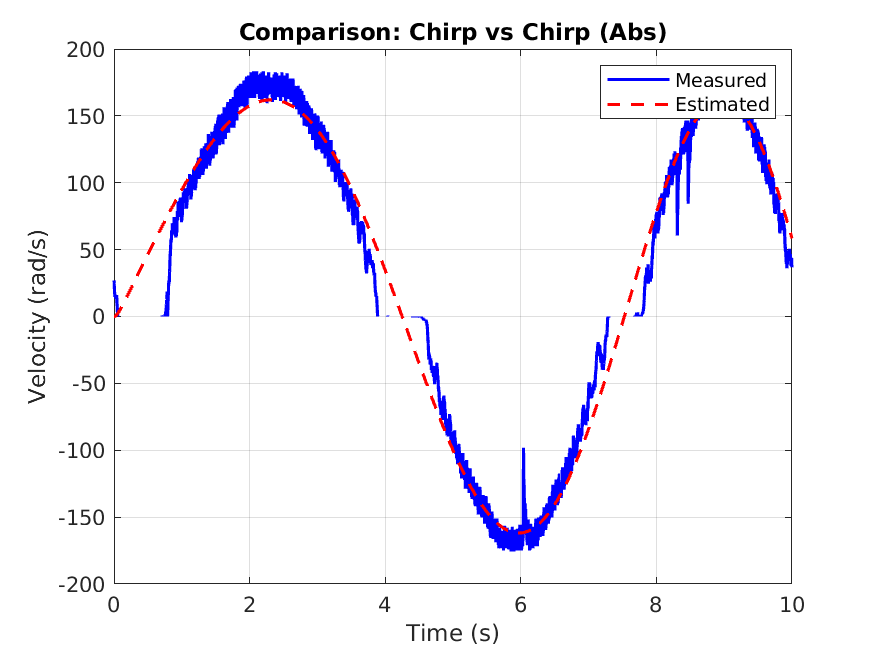 Comparison: Chirp vs Chirp (Abs)
Measured
Estimated
Velocity (rad/s)
200
150
100
50
0
-50
-100
-150
-200
0 2 4 6 8 10
Time (s)